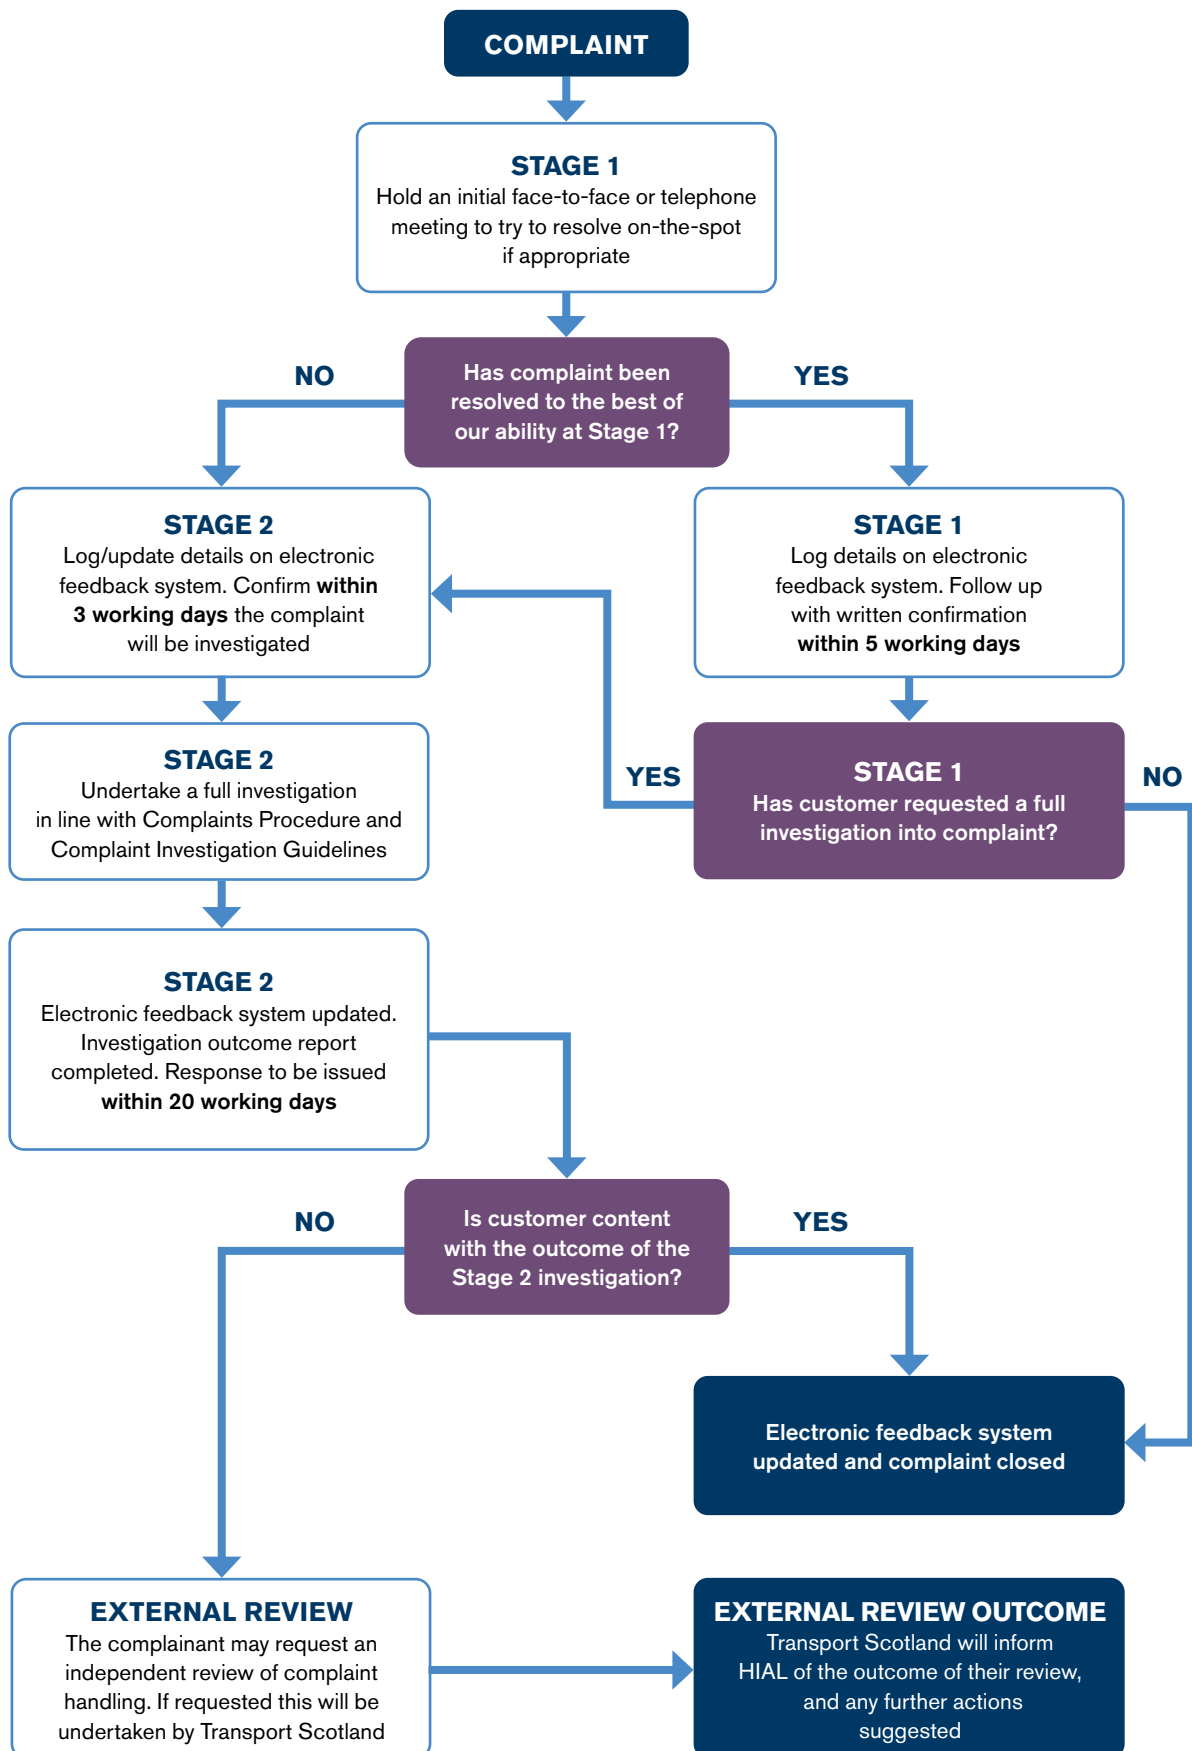 COMPLAINT
STAGE 1
Hold an initial face-to-face or telephone
meeting to try to resolve on-the-spot
if appropriate
Has complaint been
resolved to the best of
our ability at Stage 1?
NO
YES
STAGE 2
Log/update details on electronic
feedback system. Confirm within
3 working days the complaint
will be investigated
STAGE 1
Log details on electronic
feedback system. Follow up
with written confirmation
within 5 working days
STAGE 2
Undertake a full investigation
in line with Complaints Procedure and
Complaint Investigation Guidelines
YES
STAGE 1
Has customer requested a full
investigation into complaint?
NO
STAGE 2
Electronic feedback system updated.
Investigation outcome report
completed. Response to be issued
within 20 working days
NO
Is customer content
with the outcome of the
Stage 2 investigation?
YES
Electronic feedback system
updated and complaint closed
EXTERNAL REVIEW
The complainant may request an
independent review of complaint
handling. If requested this will be
undertaken by Transport Scotland
EXTERNAL REVIEW OUTCOME
Transport Scotland will inform
HIAL of the outcome of their review,
and any further actions
suggested